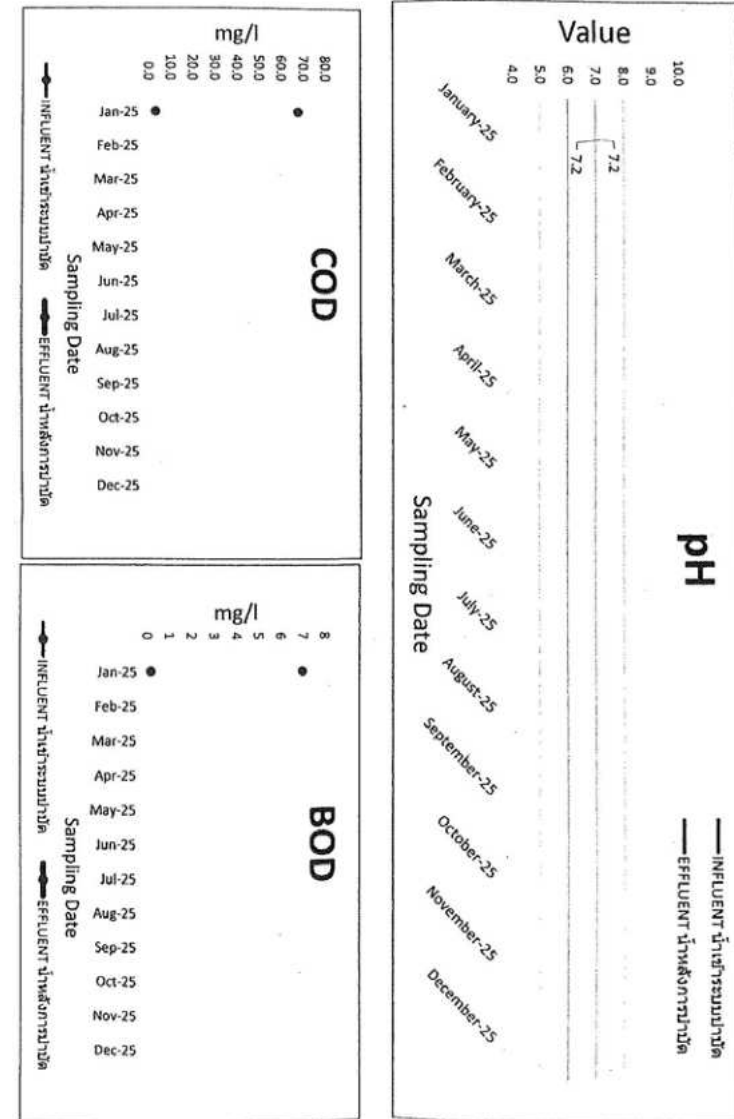 pH
INFLUENT น้ำเข้าระบบบำบัด
EFFLUENT น้ำหลังการบำบัด
Value
10.0
9.0
8.0
7.0
6.0
5.0
4.0
7.2
7.2
January-25
February-25
March-25
April-25
May-25
June-25
July-25
August-25
September-25
October-25
November-25
December-25
Sampling Date
COD
mg/l
80.0
70.0
60.0
50.0
40.0
30.0
20.0
10.0
0.0
Jan-25
Feb-25
Mar-25
Apr-25
May-25
Jun-25
Jul-25
Aug-25
Sep-25
Oct-25
Nov-25
Dec-25
Sampling Date
INFLUENT น้ำเข้าระบบบำบัด
EFFLUENT น้ำหลังการบำบัด
BOD
mg/l
8
7
6
5
4
3
2
1
0
Jan-25
Feb-25
Mar-25
Apr-25
May-25
Jun-25
Jul-25
Aug-25
Sep-25
Oct-25
Nov-25
Dec-25
Sampling Date
INFLUENT น้ำเข้าระบบบำบัด
EFFLUENT น้ำหลังการบำบัด